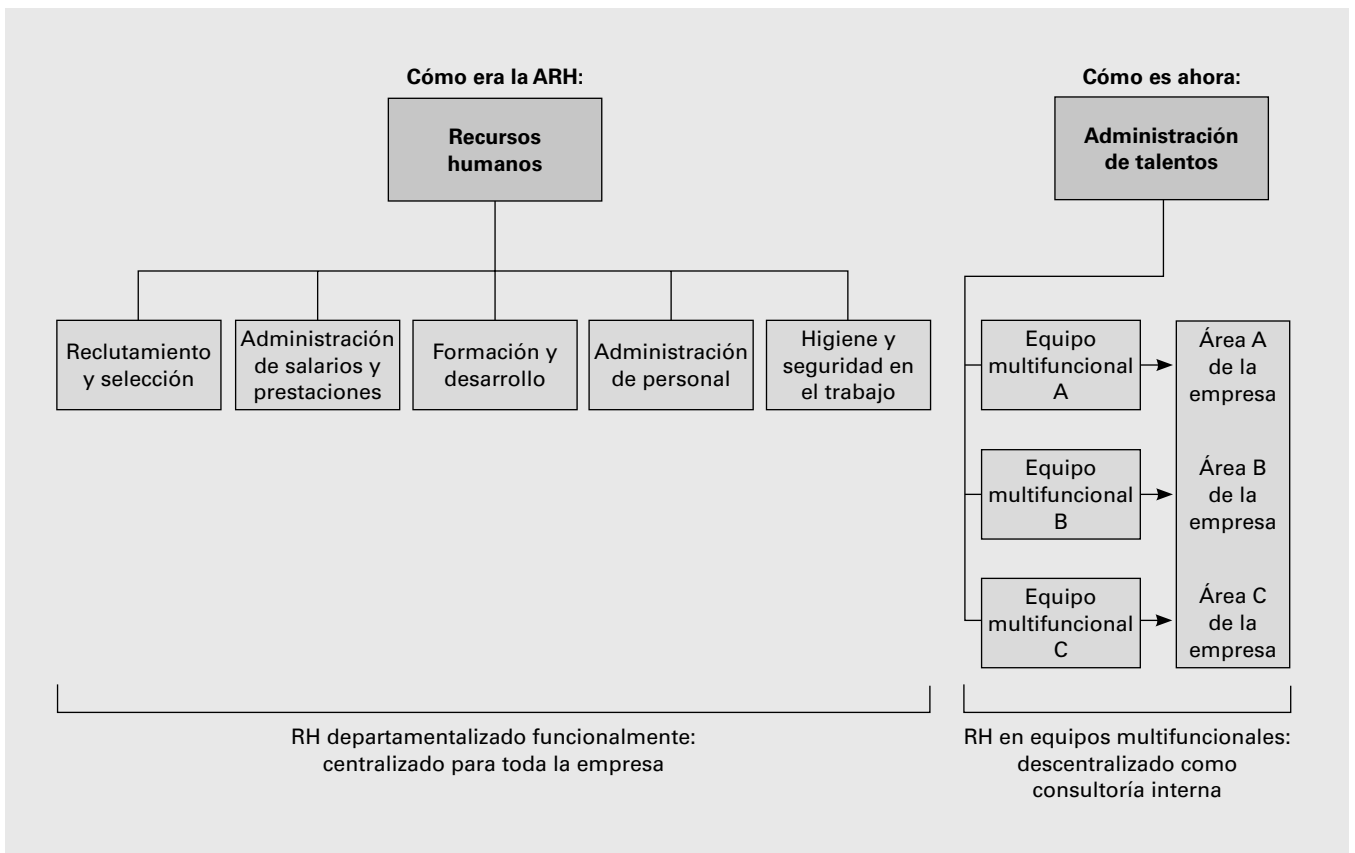 Cómo era la ARH:
Recursos
humanos
Reclutamiento
y selección
Administración
de salarios y
prestaciones
Formación y
desarrollo
Administración
de personal
Higiene y
seguridad en
el trabajo
RH departamentalizado funcionalmente:
centralizado para toda la empresa
Cómo es ahora:
Administración
de talentos
Equipo
multifuncional
A
Área A
de la
empresa
Equipo
multifuncional
B
Área B
de la
empresa
Equipo
multifuncional
C
Área C
de la
empresa
RH en equipos multifuncionales:
descentralizado como
consultoría interna